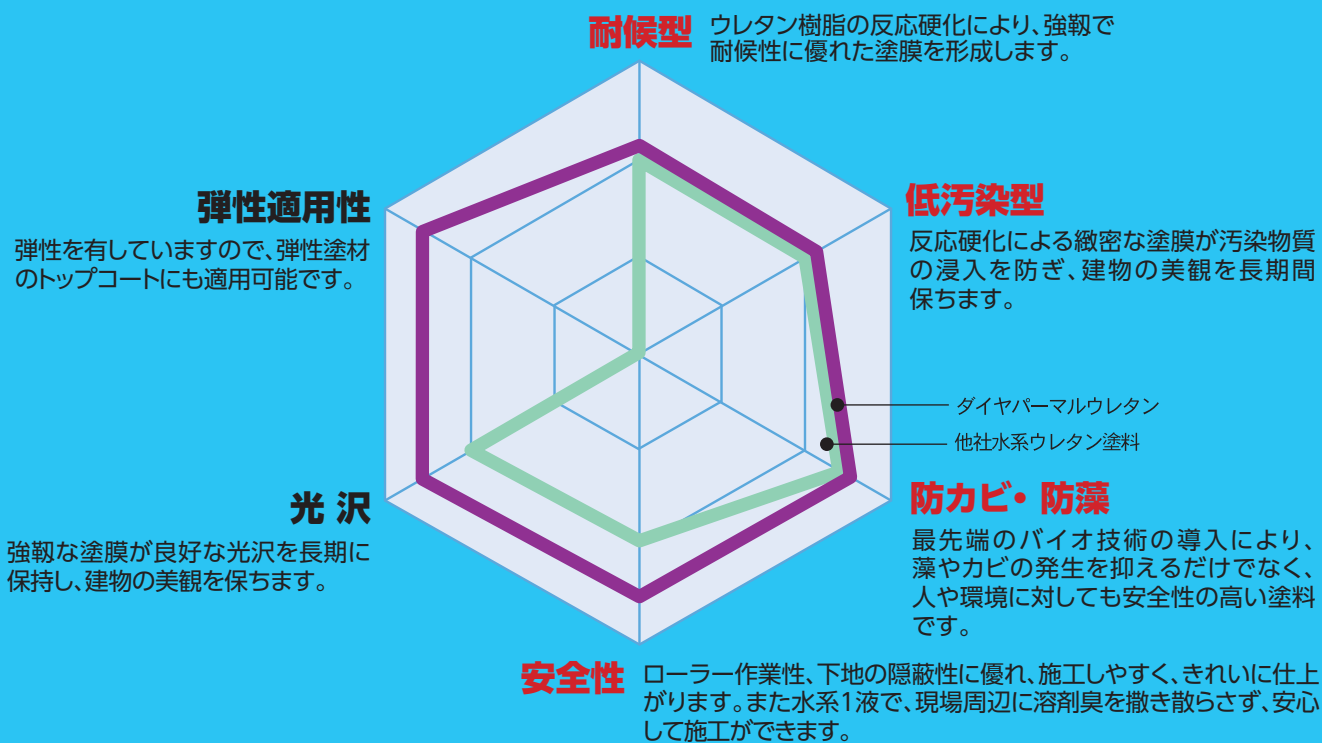 耐候型
ウレタン樹脂の反応硬化により、強靱で
耐候性に優れた塗膜を形成します。
弾性適用性
弾性を有していますので、弾性塗材
のトップコートにも適用可能です。
低汚染型
反応硬化による緻密な塗膜が汚染物質
の浸入を防ぎ、建物の美観を長期間
保ちます。
ダイヤパーマルウレタン
他社水系ウレタン塗料
光 沢
強靱な塗膜が良好な光沢を長期に
保持し、建物の美観を保ちます。
防カビ・防藻
最先端のバイオ技術の導入により、
藻やカビの発生を抑えるだけでなく、
人や環境に対しても安全性の高い塗料
です。
安全性
ローラー作業性、下地の隠蔽性に優れ、施工しやすく、きれいに仕上
がります。また水系1液で、現場周辺に溶剤臭を撒き散らさず、安心
して施工ができます。